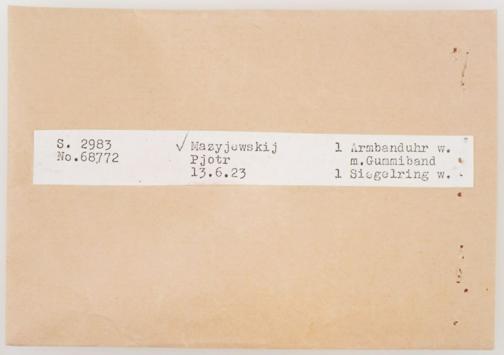 S. 2983 ✓ Mazyjewskij 1 Armbanduhr w.
No.68772 Pjotr m.Gummiband
13.6.23 1 Siegelring w.